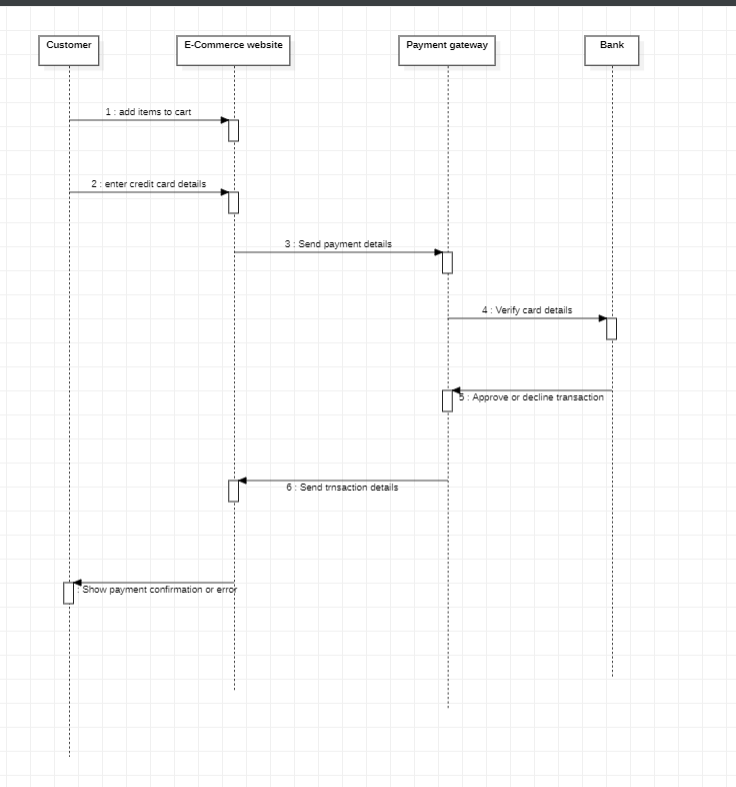 Customer
E-Commerce website
Payment gateway
Bank
1 : add items to cart
2 : enter credit card details
3 : Send payment details
4 : Verify card details
5 : Approve or decline transaction
6 : Send trnsaction details
: Show payment confirmation or error